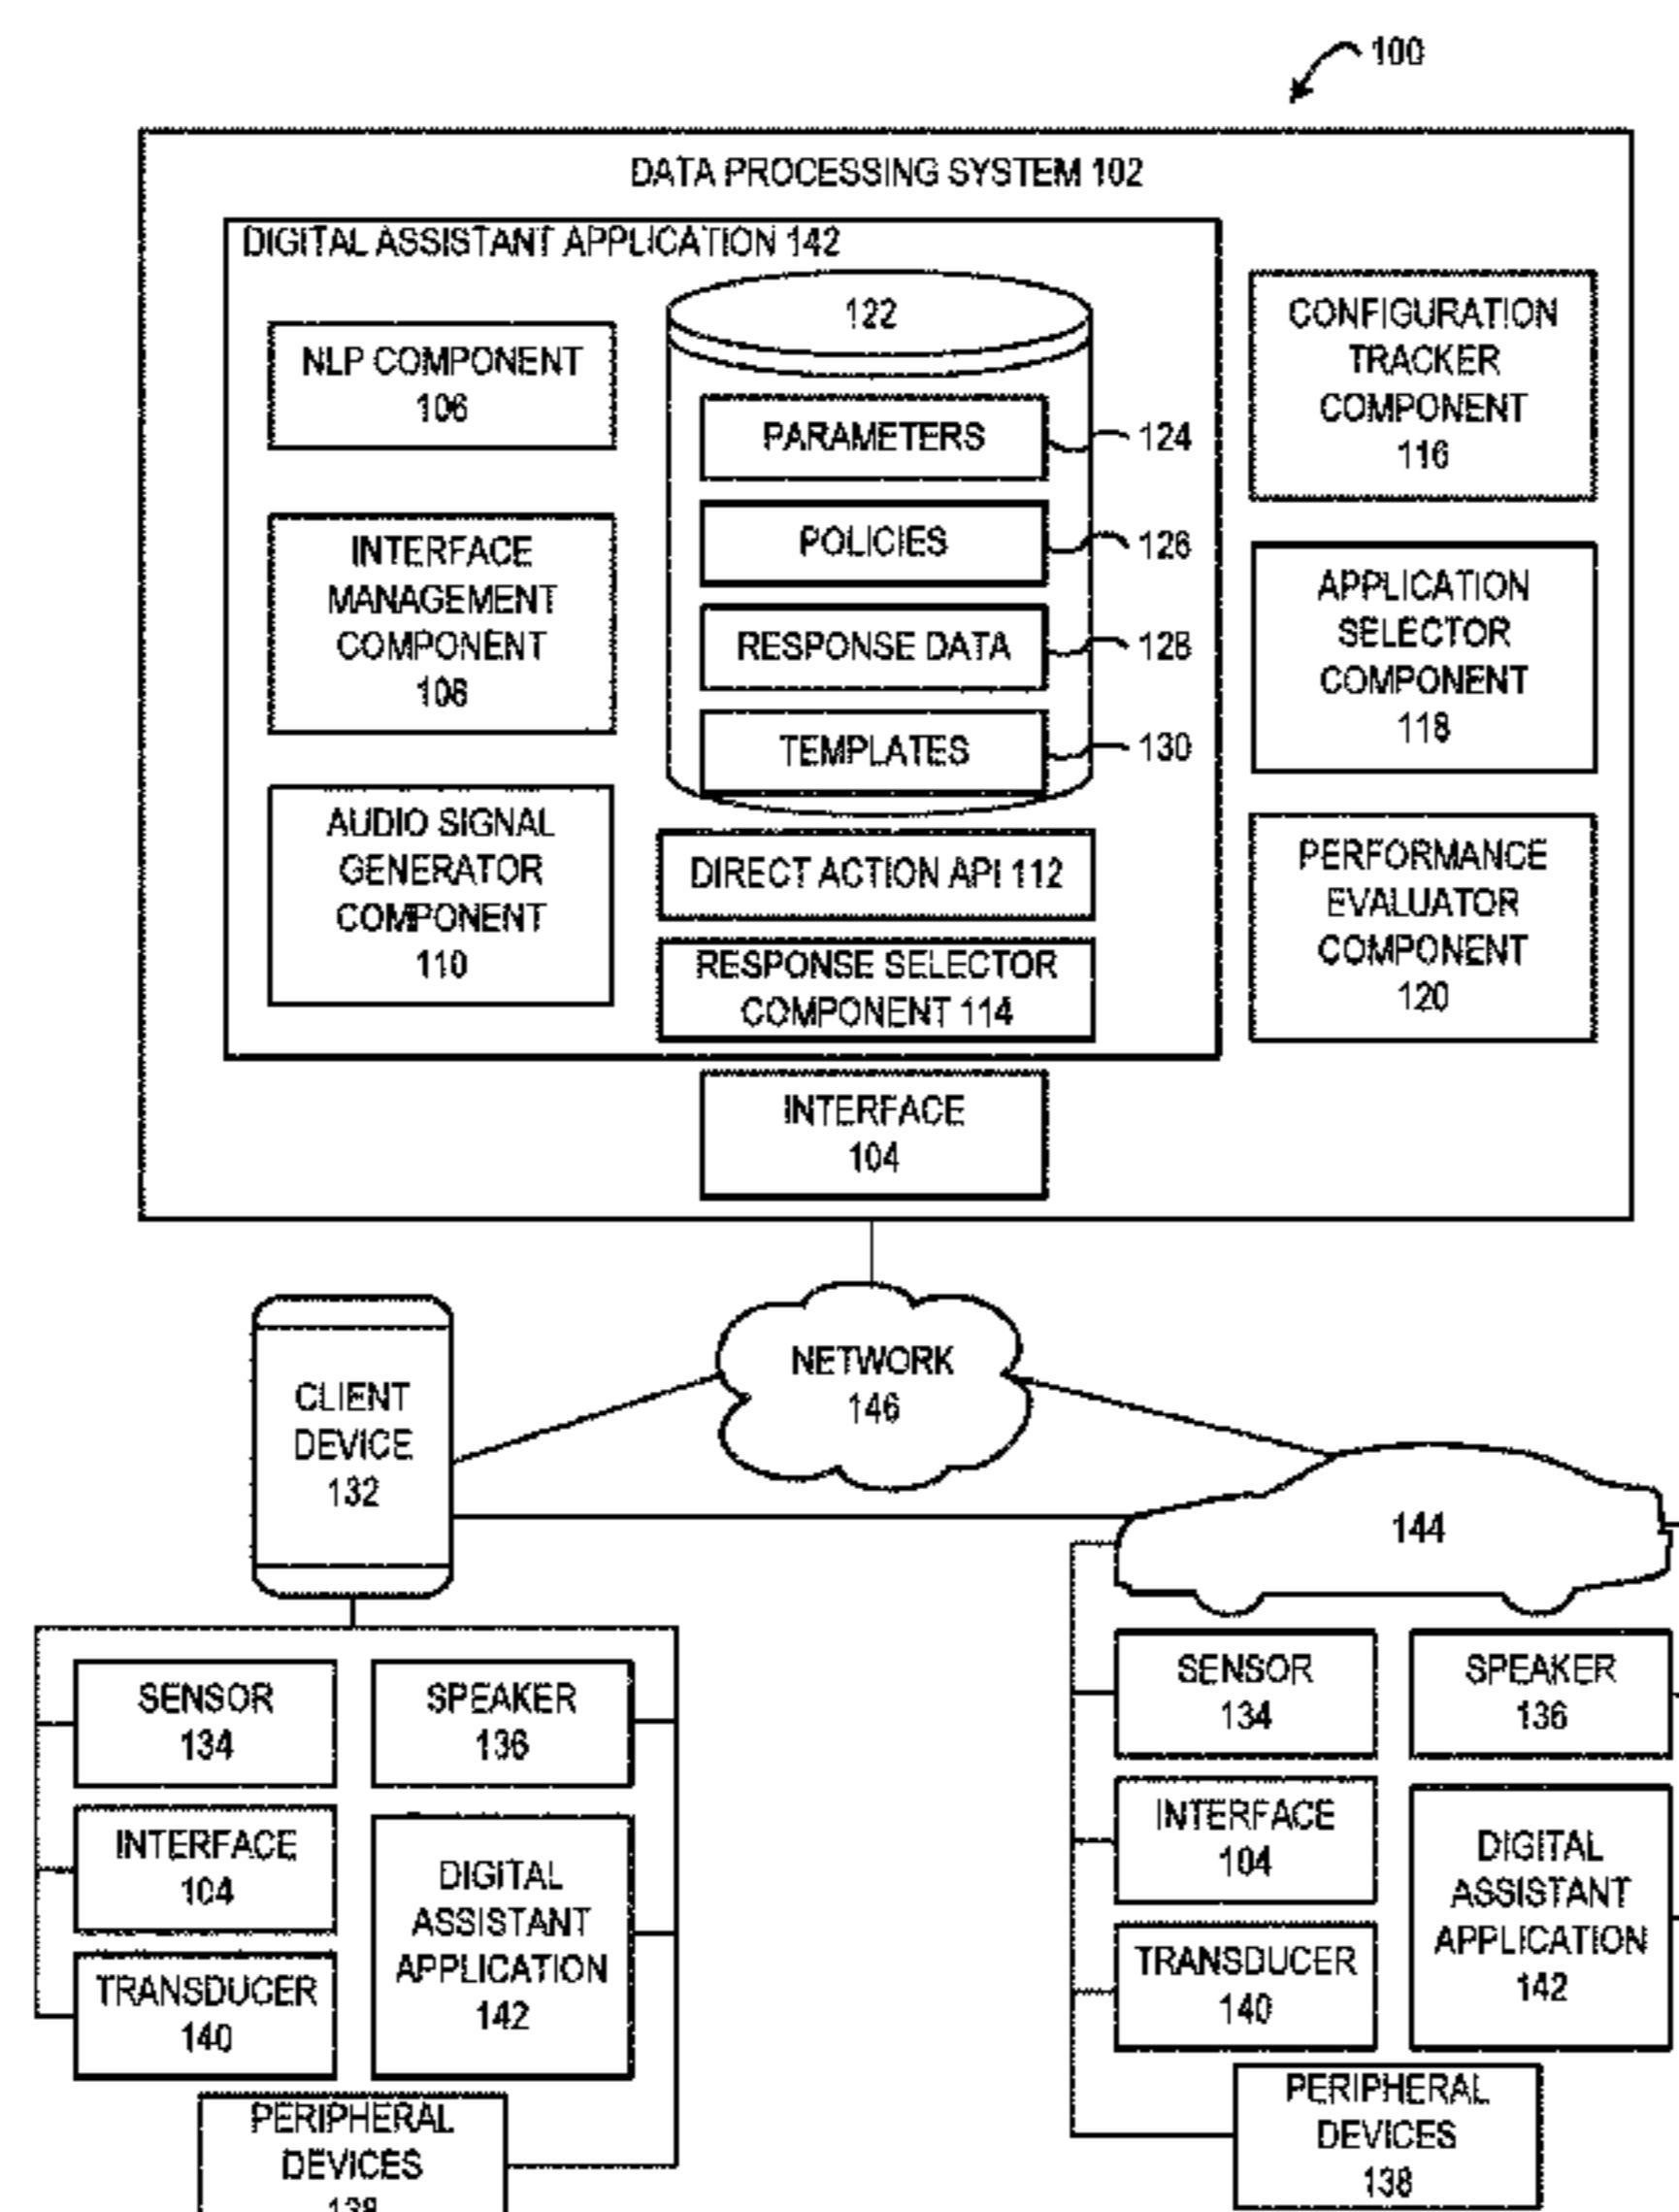 100
DATA PROCESSING SYSTEM 102
DIGITAL ASSISTANT APPLICATION 142
NLP COMPONENT
106
INTERFACE
MANAGEMENT
COMPONENT
108
AUDIO SIGNAL
GENERATOR
COMPONENT
110
122
PARAMETERS
124
POLICIES
126
RESPONSE DATA
128
TEMPLATES
130
DIRECT ACTION API 112
RESPONSE SELECTOR
COMPONENT 114
CONFIGURATION
TRACKER
COMPONENT
116
APPLICATION
SELECTOR
COMPONENT
118
PERFORMANCE
EVALUATOR
COMPONENT
120
INTERFACE
104
NETWORK
146
CLIENT
DEVICE
132
144
SENSOR
134
SPEAKER
136
INTERFACE
104
DIGITAL
ASSISTANT
APPLICATION
142
TRANSDUCER
140
PERIPHERAL
DEVICES
138
SENSOR
134
SPEAKER
136
INTERFACE
104
DIGITAL
ASSISTANT
APPLICATION
142
TRANSDUCER
140
PERIPHERAL
DEVICES
138